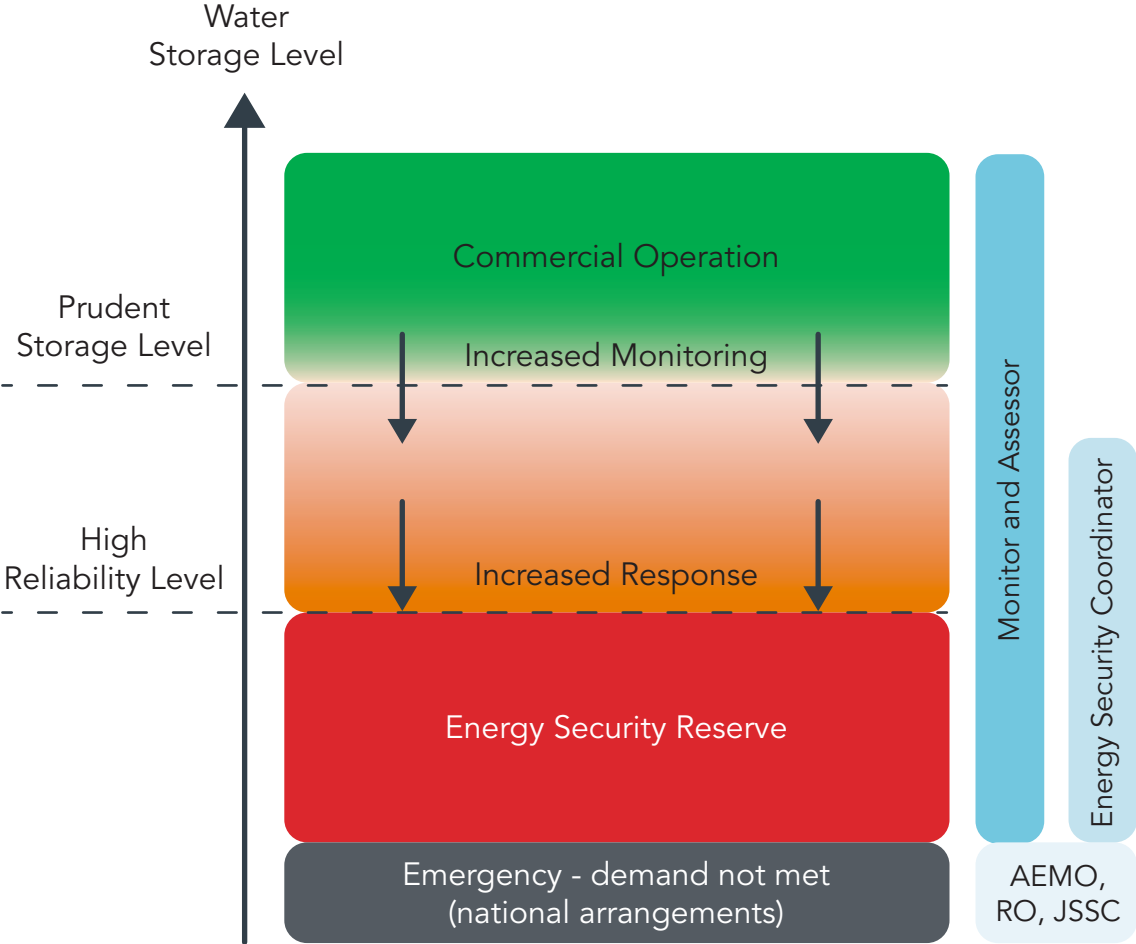 Water
Storage Level
Commercial Operation
Prudent
Storage Level
Increased Monitoring
Monitor and Assessor
Energy Security Coordinator
High
Reliability Level
Increased Response
Energy Security Reserve
Emergency - demand not met
(national arrangements)
AEMO,
RO, JSSC